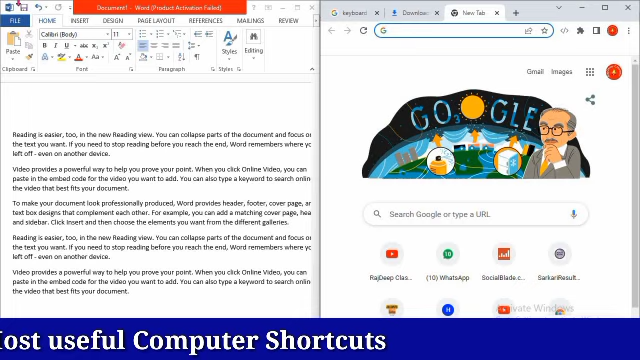 Document1 - Word (Product Activation Failed)
FILE HOME INSERT DESIGN PAGE LAYOUT REFERENCES
Calibri (Body) 11
Paste Styles Editing
Clipboard Font Paragraph Styles
Reading is easier, too, in the new Reading view. You can collapse parts of the document and focus on
the text you want. If you need to stop reading before you reach the end, Word remembers where yo
left off - even on another device.
Video provides a powerful way to help you prove your point. When you click Online Video, you can
paste in the embed code for the video you want to add. You can also type a keyword to search online
the video that best fits your document.
To make your document look professionally produced, Word provides header, footer, cover page, an
text box designs that complement each other. For example, you can add a matching cover page, hea
and sidebar. Click Insert and then choose the elements you want from the different galleries.
Reading is easier, too, in the new Reading view. You can collapse parts of the document and focus or
the text you want. If you need to stop reading before you reach the end, Word remembers where yo
left off - even on another device.
Video provides a powerful way to help you prove your point. When you click Online Video, you can
paste in the embed code for the video you want to add. You can also type a keyword to search online
the video that best fits your document.
keyboard Download New Tab
Gmail Images
GO3GLE
Search Google or type a URL
RajDeep Clas... (10) WhatsApp SocialBlade.c... SarkariResult...
Most useful Computer Shortcuts